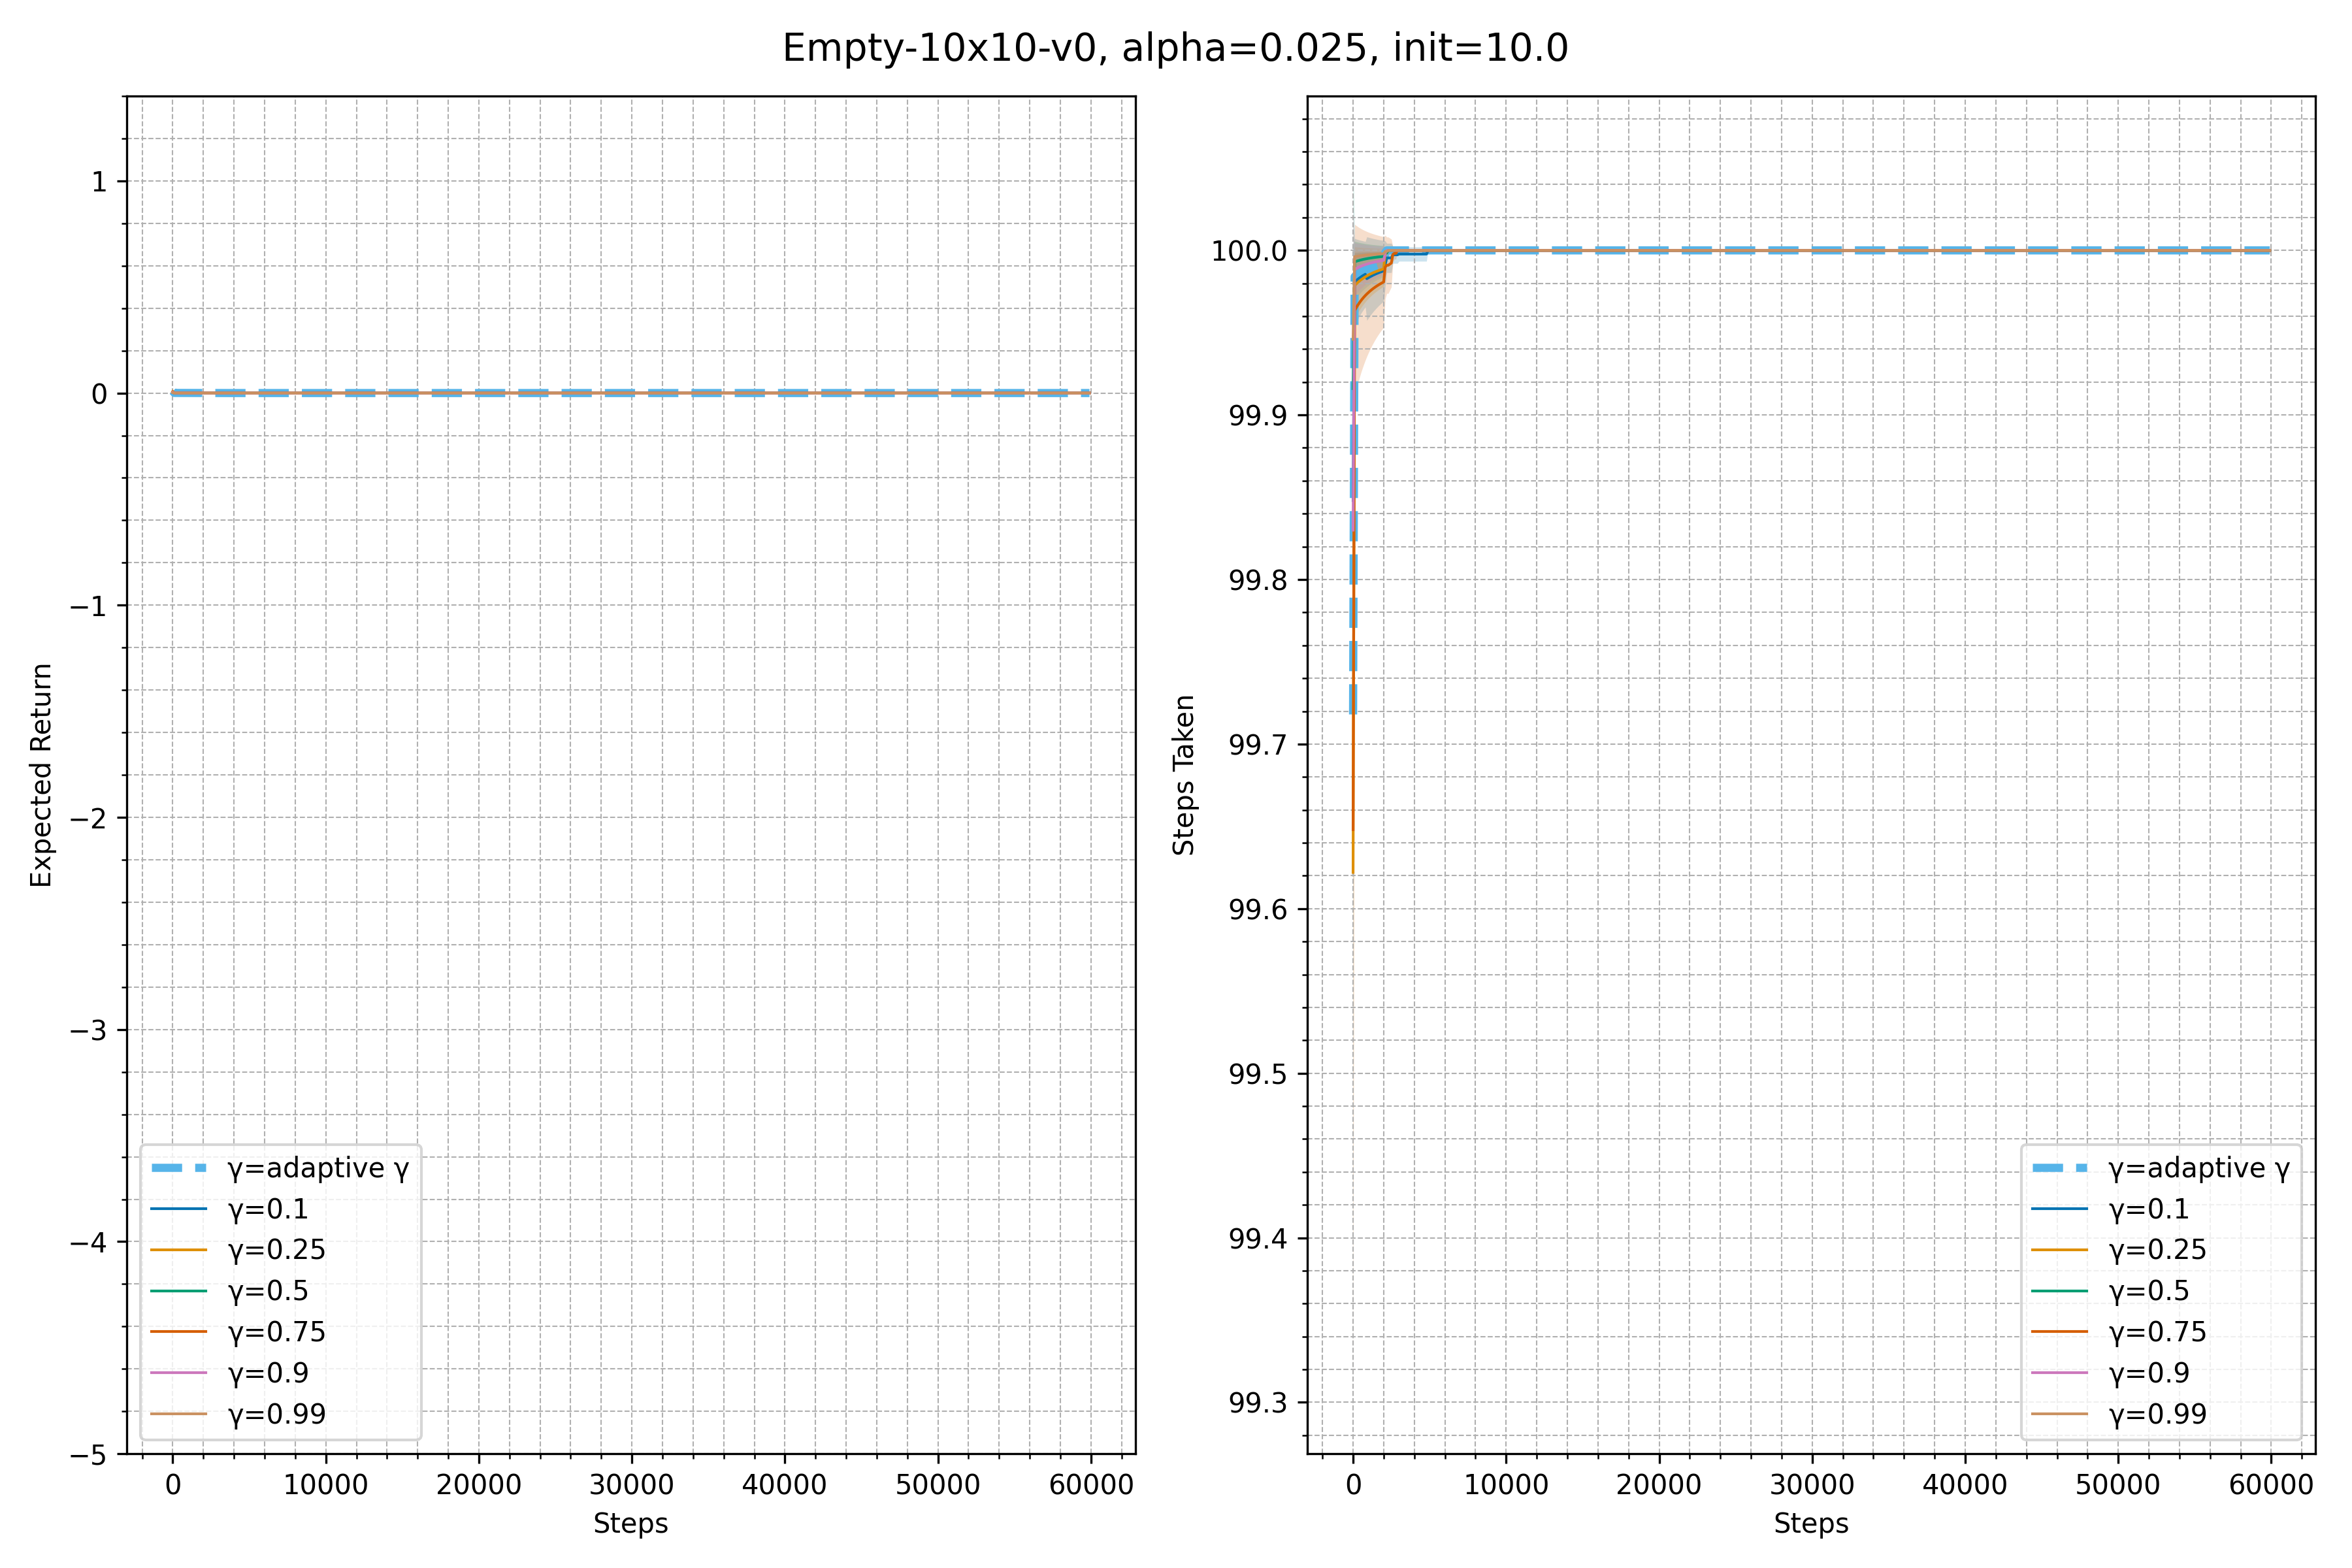 Empty-10x10-v0, alpha=0.025, init=10.0
Expected Return
1
0
−1
−2
−3
−4
−5
γ=adaptive γ
γ=0.1
γ=0.25
γ=0.5
γ=0.75
γ=0.9
γ=0.99
0 10000 20000 30000 40000 50000 60000
Steps
Steps Taken
100.0
99.9
99.8
99.7
99.6
99.5
99.4
99.3
γ=adaptive γ
γ=0.1
γ=0.25
γ=0.5
γ=0.75
γ=0.9
γ=0.99
0 10000 20000 30000 40000 50000 60000
Steps